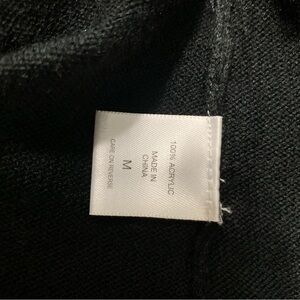 100% ACRYLIC
MADE IN
CHINA
M
CARE ON REVERSE